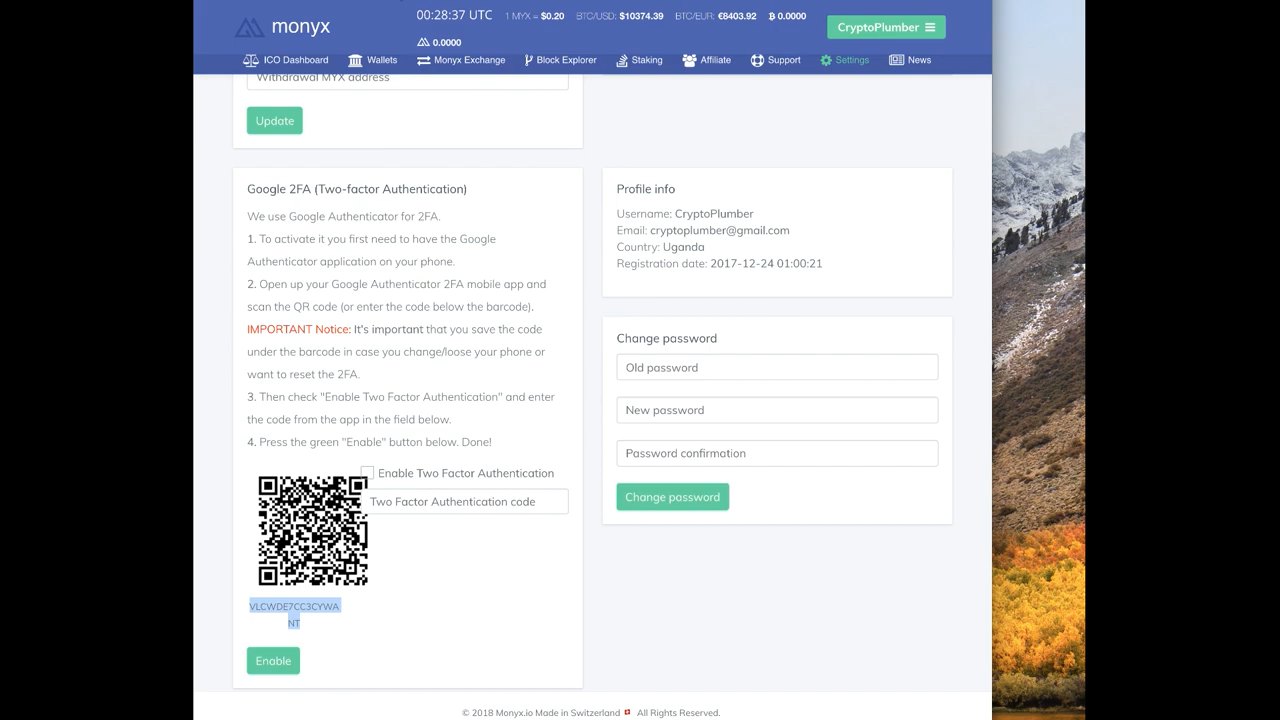 monyx
00:28:37 UTC
1 MYX = $0.20 BTC/USD: $10374.39 BTC/EUR: €8403.92 ₿ 0.0000
0.0000
CryptoPlumber
ICO Dashboard Wallets Monyx Exchange Block Explorer Staking Affiliate Support Settings News
Withdrawal MYX address
Update
Google 2FA (Two-factor Authentication)
We use Google Authenticator for 2FA.
1. To activate it you first need to have the Google
Authenticator application on your phone.
2. Open up your Google Authenticator 2FA mobile app and
scan the QR code (or enter the code below the barcode).
IMPORTANT Notice: It's important that you save the code
under the barcode in case you change/loose your phone or
want to reset the 2FA.
3. Then check "Enable Two Factor Authentication" and enter
the code from the app in the field below.
4. Press the green "Enable" button below. Done!
Enable Two Factor Authentication
Two Factor Authentication code
VLCWDE7CC3CYWA
NT
Enable
Profile info
Username: CryptoPlumber
Email: cryptoplumber@gmail.com
Country: Uganda
Registration date: 2017-12-24 01:00:21
Change password
Old password
New password
Password confirmation
Change password
© 2018 Monyx.io Made in Switzerland All Rights Reserved.